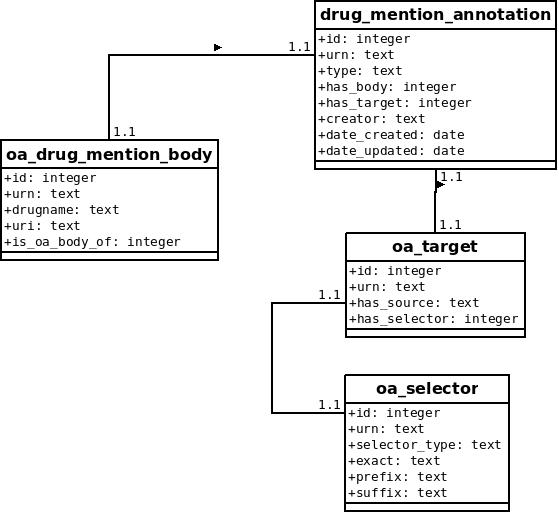 drug_mention_annotation
+id: integer
+urn: text
+type: text
+has_body: integer
+has_target: integer
+creator: text
+date_created: date
+date_updated: date
1.1
1.1
oa_drug_mention_body
+id: integer
+urn: text
+drugname: text
+uri: text
+is_oa_body_of: integer
1.1
1.1
oa_target
+id: integer
+urn: text
+has_source: text
+has_selector: integer
1.1
1.1
oa_selector
+id: integer
+urn: text
+selector_type: text
+exact: text
+prefix: text
+suffix: text